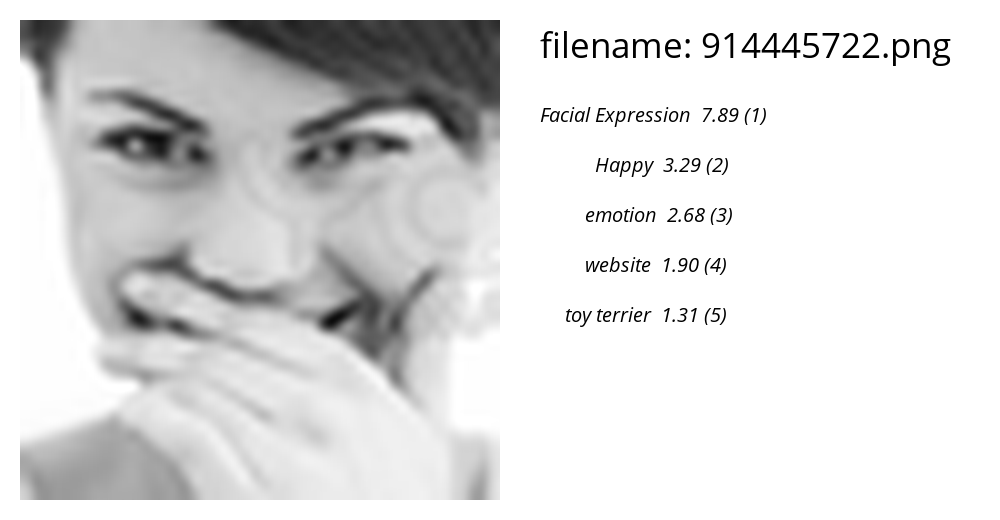 filename: 914445722.png
Facial Expression 7.89 (1)
Happy 3.29 (2)
emotion 2.68 (3)
website 1.90 (4)
toy terrier 1.31 (5)